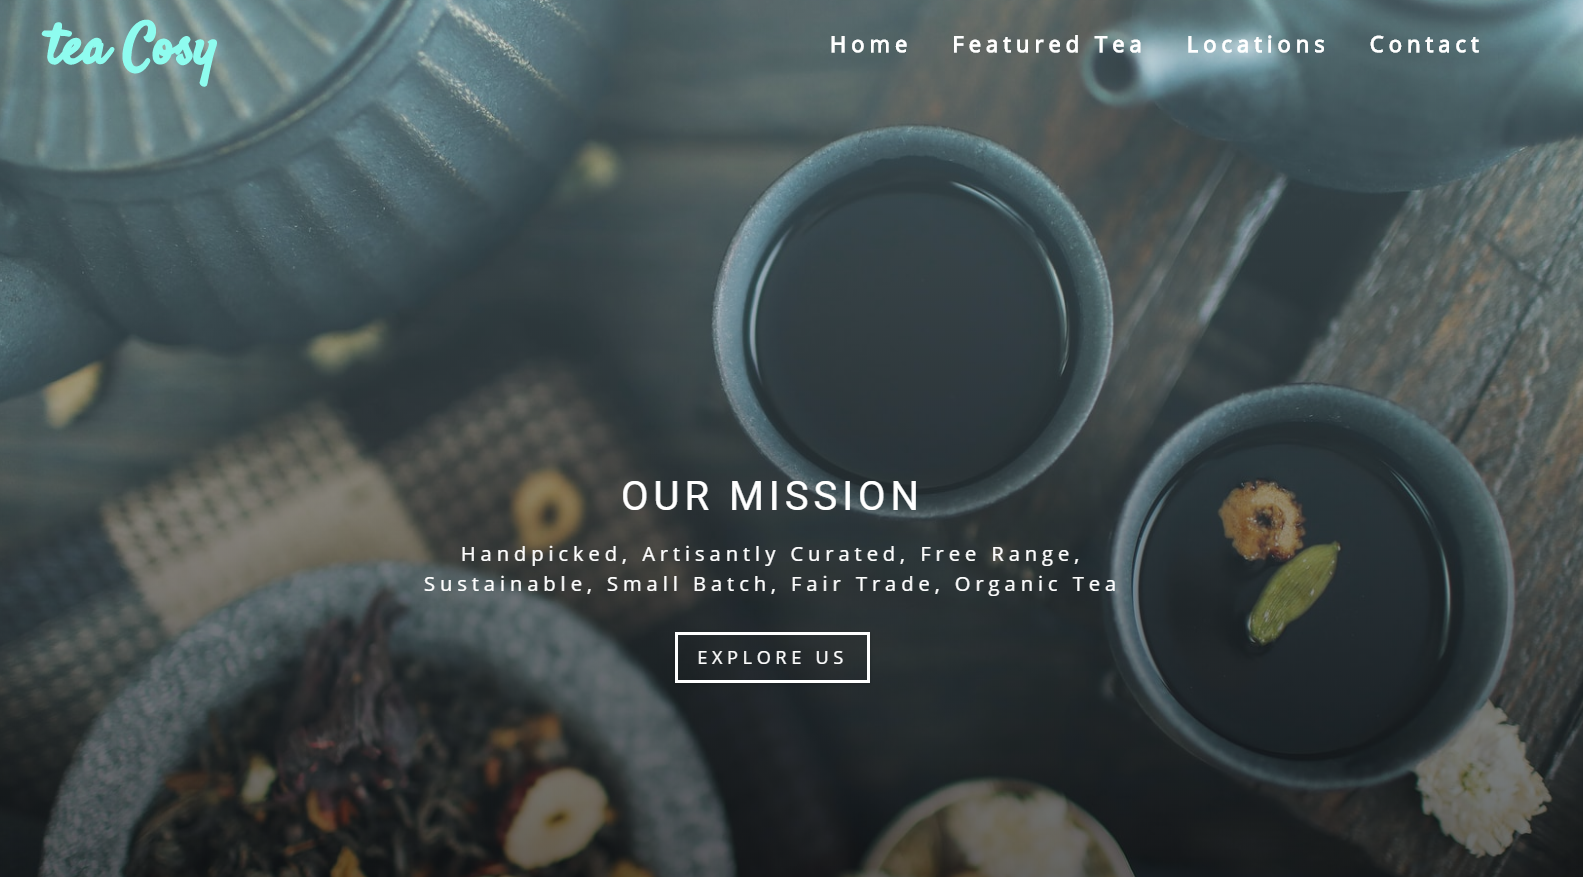 tea Cosy
Home Featured Tea Locations Contact
OUR MISSION
Handpicked, Artisantly Curated, Free Range,
Sustainable, Small Batch, Fair Trade, Organic Tea
EXPLORE US